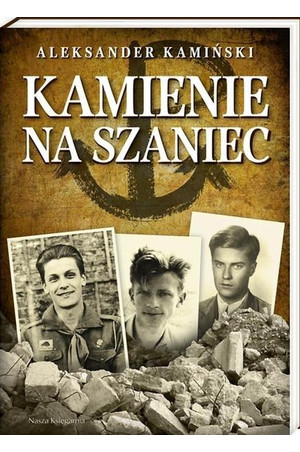 ALEKSANDER KAMIŃSKI
KAMIENIE
NA SZANIEC
Nasza Księgarnia